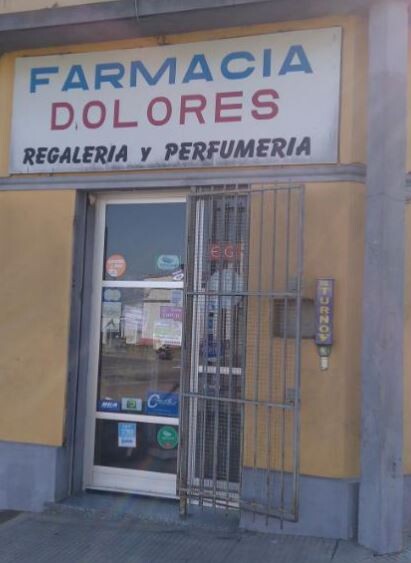 FARMACIA
DOLORES
REGALERIA Y PERFUMERIA
TURNOS